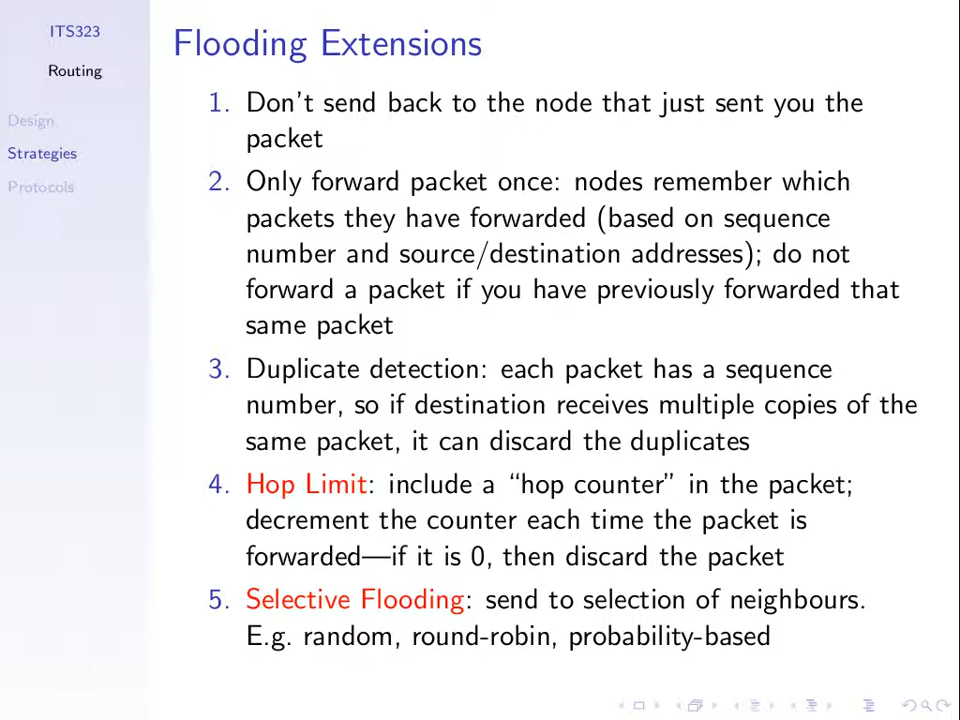 ITS323
Routing
Design
Strategies
Protocols
Flooding Extensions
1. Don't send back to the node that just sent you the
packet
2. Only forward packet once: nodes remember which
packets they have forwarded (based on sequence
number and source/destination addresses); do not
forward a packet if you have previously forwarded that
same packet
3. Duplicate detection: each packet has a sequence
number, so if destination receives multiple copies of the
same packet, it can discard the duplicates
4. Hop Limit: include a “hop counter” in the packet;
decrement the counter each time the packet is
forwarded—if it is 0, then discard the packet
5. Selective Flooding: send to selection of neighbours.
E.g. random, round-robin, probability-based